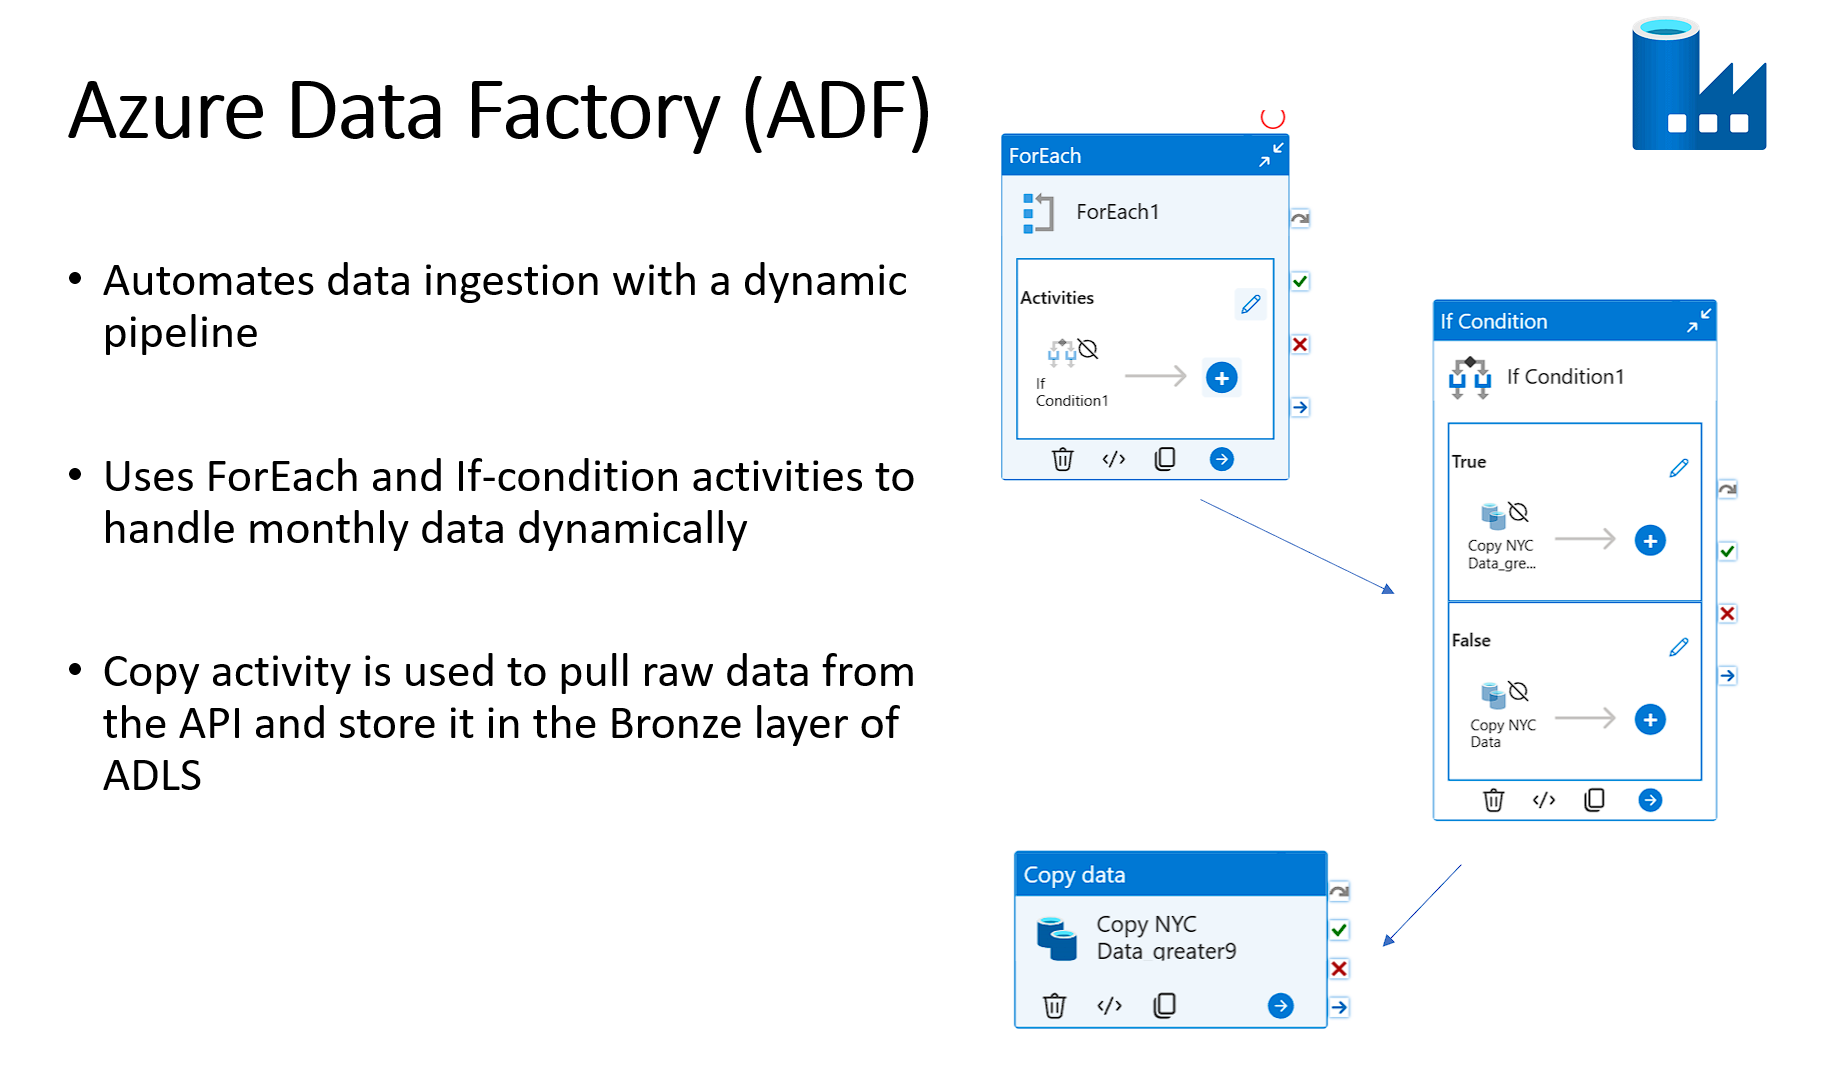 Azure Data Factory (ADF)
• Automates data ingestion with a dynamic
pipeline
• Uses ForEach and If-condition activities to
handle monthly data dynamically
• Copy activity is used to pull raw data from
the API and store it in the Bronze layer of
ADLS
ForEach
ForEach1
Activities
If
Condition1
If Condition
If Condition1
True
Copy NYC
Data_gre...
False
Copy NYC
Data
Copy data
Copy NYC
Data_greater9